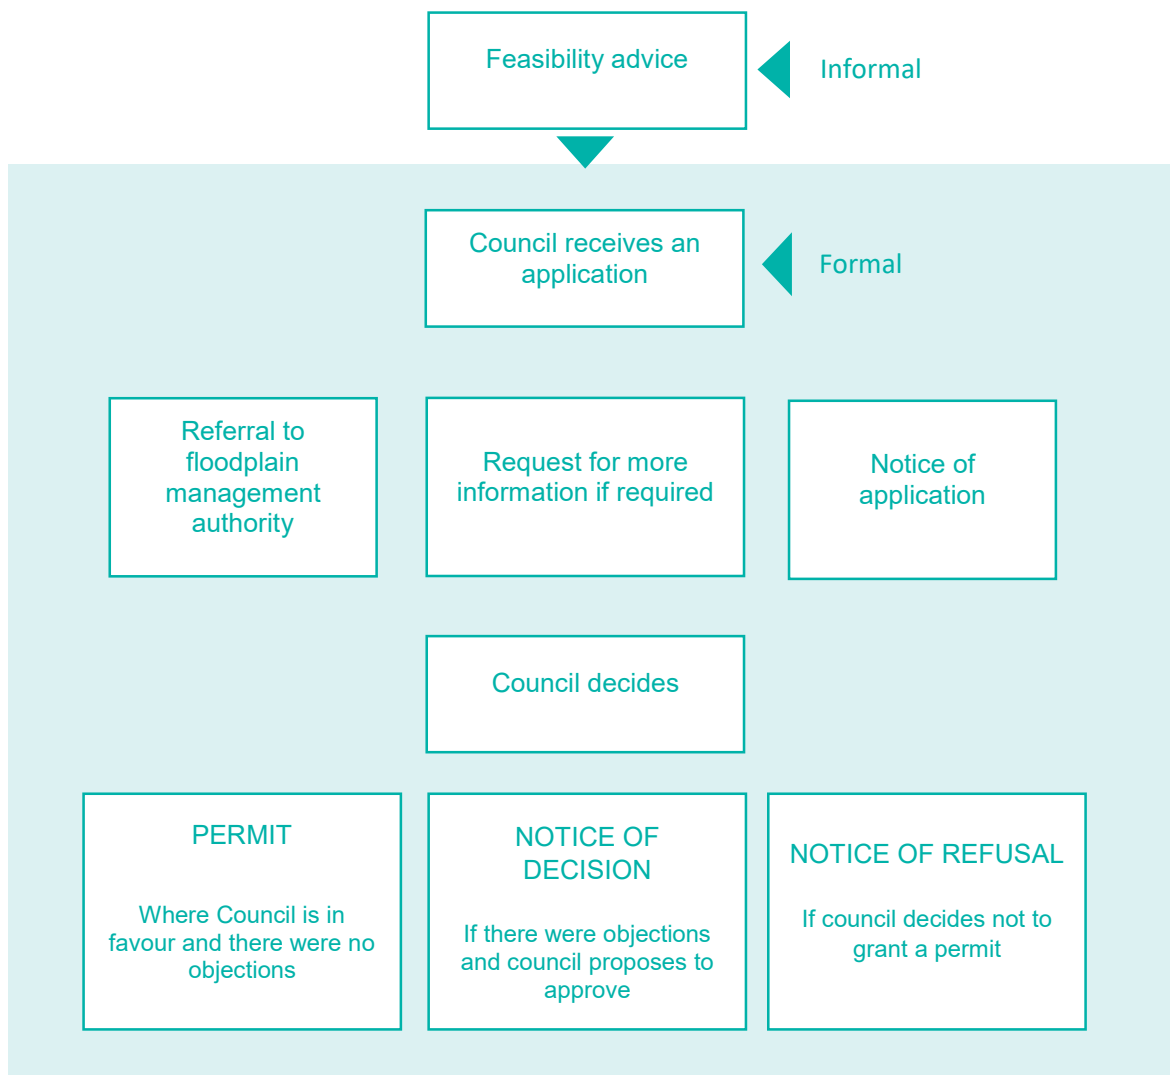 Feasibility advice
Informal
Council receives an
application
Formal
Referral to
floodplain
management
authority
Request for more
information if required
Notice of
application
Council decides
PERMIT
Where Council is in
favour and there were no
objections
NOTICE OF
DECISION
If there were objections
and council proposes to
approve
NOTICE OF REFUSAL
If council decides not to
grant a permit